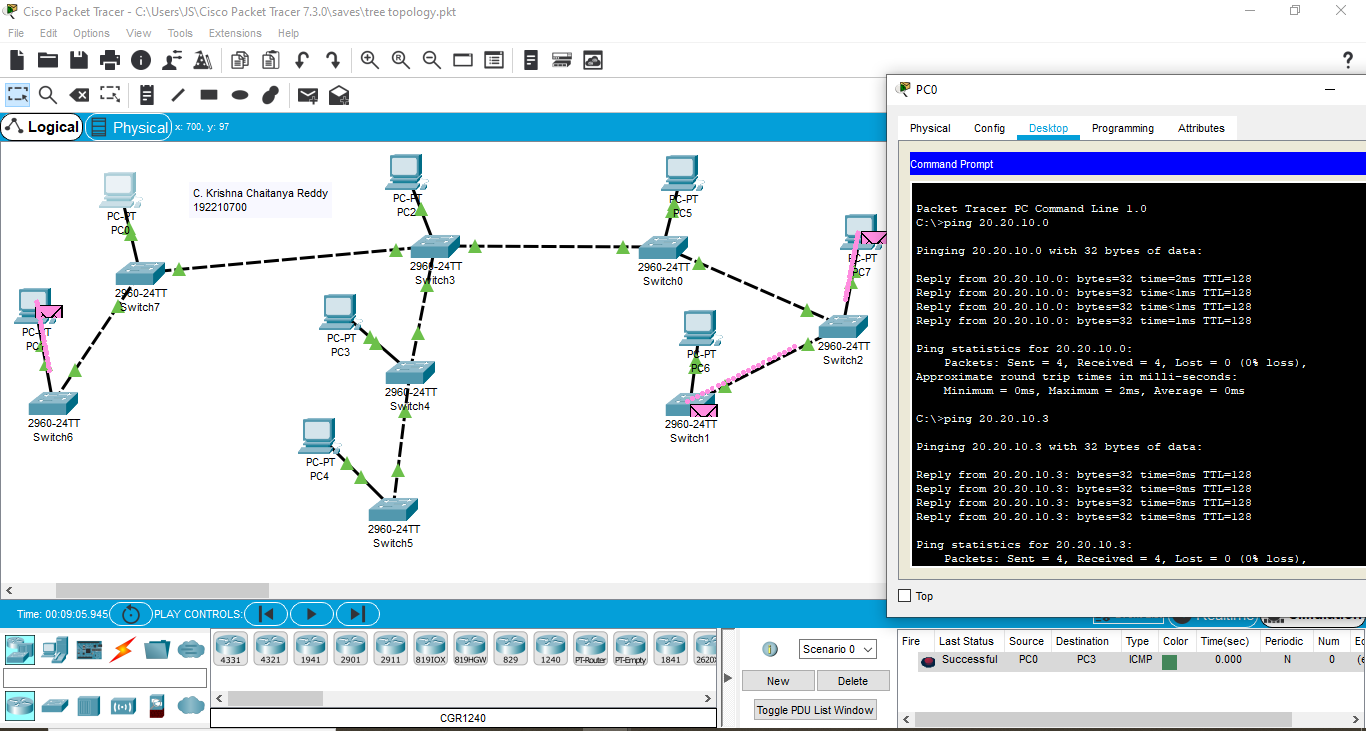 Cisco Packet Tracer - C:\Users\JS\Cisco Packet Tracer 7.3.0\saves\tree topology.pkt
File Edit Options View Tools Extensions Help
?
Logical
Physical
x: 700, y: 97
C. Krishna Chaitanya Reddy
192210700
PC-PT
PC0
PC-PT
PC2
PC-PT
PC5
PC-PT
PC7
2960-24TT
Switch7
2960-24TT
Switch3
2960-24TT
Switch0
PC-PT
PC-PT
PC3
PC-PT
PC6
2960-24TT
Switch2
2960-24TT
Switch6
2960-24TT
Switch4
2960-24TT
Switch1
PC-PT
PC4
2960-24TT
Switch5
PC0
Physical Config Desktop Programming Attributes
Command Prompt
Packet Tracer PC Command Line 1.0
C:\>ping 20.20.10.0
Pinging 20.20.10.0 with 32 bytes of data:
Reply from 20.20.10.0: bytes=32 time=2ms TTL=128
Reply from 20.20.10.0: bytes=32 time<1ms TTL=128
Reply from 20.20.10.0: bytes=32 time<1ms TTL=128
Reply from 20.20.10.0: bytes=32 time=1ms TTL=128
Ping statistics for 20.20.10.0:
Packets: Sent = 4, Received = 4, Lost = 0 (0% loss),
Approximate round trip times in milli-seconds:
Minimum = 0ms, Maximum = 2ms, Average = 0ms
C:\>ping 20.20.10.3
Pinging 20.20.10.3 with 32 bytes of data:
Reply from 20.20.10.3: bytes=32 time=8ms TTL=128
Reply from 20.20.10.3: bytes=32 time=8ms TTL=128
Reply from 20.20.10.3: bytes=32 time=8ms TTL=128
Reply from 20.20.10.3: bytes=32 time=8ms TTL=128
Ping statistics for 20.20.10.3:
Packets: Sent = 4, Received = 4, Lost = 0 (0% loss),
Top
Time: 00:09:05.945 PLAY CONTROLS:
Realtime
4331 4321 1941 2901 2911 819IOX 819HGW 829 1240 PT-Router PT-Empty 1841 2620X
CGR1240
Scenario 0
New Delete
Toggle PDU List Window
Fire Last Status Source Destination Type Color Time(sec) Periodic Num
Successful PC0 PC3 ICMP 0.000 N 0